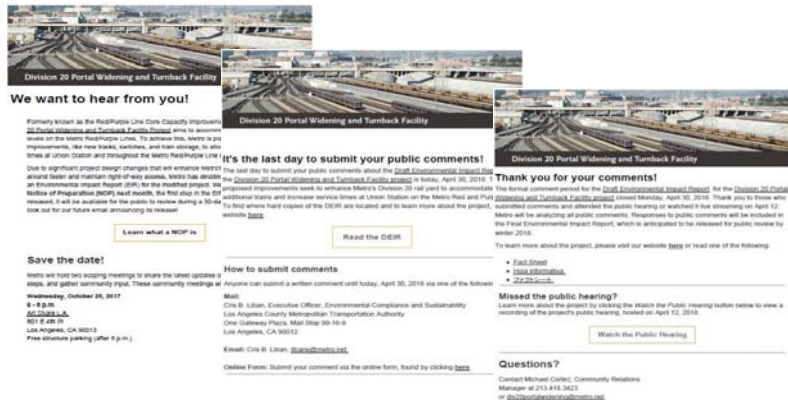 Division 20 Portal Widening and Turnback Facility
We want to hear from you!
Formerly known as the Red/Purple Line Core Capacity
20 Portal Widening and Turnback Facility Project aims to
levels on the Metro Red/Purple Lines. To achieve this, Metro is
improvements, like new tracks, switches, and train storage, to
times at Union Station and throughout the Metro Red/Purple Line
Due to significant project design changes that will enhance Metro's
around faster and maintain right-of-way access, Metro has
an Environmental Impact Report (EIR) for the modified project.
Notice of Preparation (NOP) next month, the first step in the
released, it will be available for the public to review during a
look out for our future email announcing its release!
Learn what a NOP is
Save the date!
Metro will hold two scoping meetings to share the latest updates
steps, and gather community input. These community meetings
Wednesday, October 25, 2017
6 - 8 p.m.
Art Share L.A.
801 E 4th Pl
Los Angeles, CA 90013
Free structure parking (after 5 p.m.)
Division 20 Portal Widening and Turnback Facility
It's the last day to submit your public comments!
The last day to submit your public comments about the Draft Environmental Impact
the Division 20 Portal Widening and Turnback Facility project is today, April 30, 2018.
proposed improvements seek to enhance Metro's Division 20 rail yard to accommodate
additional trains and increase service times at Union Station on the Metro Red and
To find where hard copies of the DEIR are located and to learn more about the project,
website here.
Read the DEIR
How to submit comments
Anyone can submit a written comment until today, April 30, 2018 via one of the
Mail:
Cris B. Liban, Executive Officer, Environmental Compliance and Sustainability
Los Angeles County Metropolitan Transportation Authority
One Gateway Plaza, Mail Stop 99-16-9
Los Angeles, CA 90012
Email: Cris B. Liban, libane@metro.net
Online Form: Submit your comment via the online form, found by clicking here
Division 20 Portal Widening and Turnback Facility
Thank you for your comments!
The formal comment period for the Draft Environmental Impact Report for the Division 20 Portal
Widening and Turnback Facility project closed Monday, April 30, 2018. Thank you to those who
submitted comments and attended the public hearing or watched it live streaming on April 12.
Metro will be analyzing all public comments. Responses to public comments will be included in
the Final Environmental Impact Report, which is anticipated to be released for public review by
winter 2018.
To learn more about the project, please visit our website here or read one of the following:
Fact Sheet
Hoja informativa
ファクトシート
Missed the public hearing?
Learn more about the project by clicking the Watch the Public Hearing button below to view a
recording of the project's public hearing, hosted on April 12, 2018.
Watch the Public Hearing
Questions?
Contact Michael Cortez, Community Relations
Manager at 213.418.3423
or div20portalwidening@metro.net